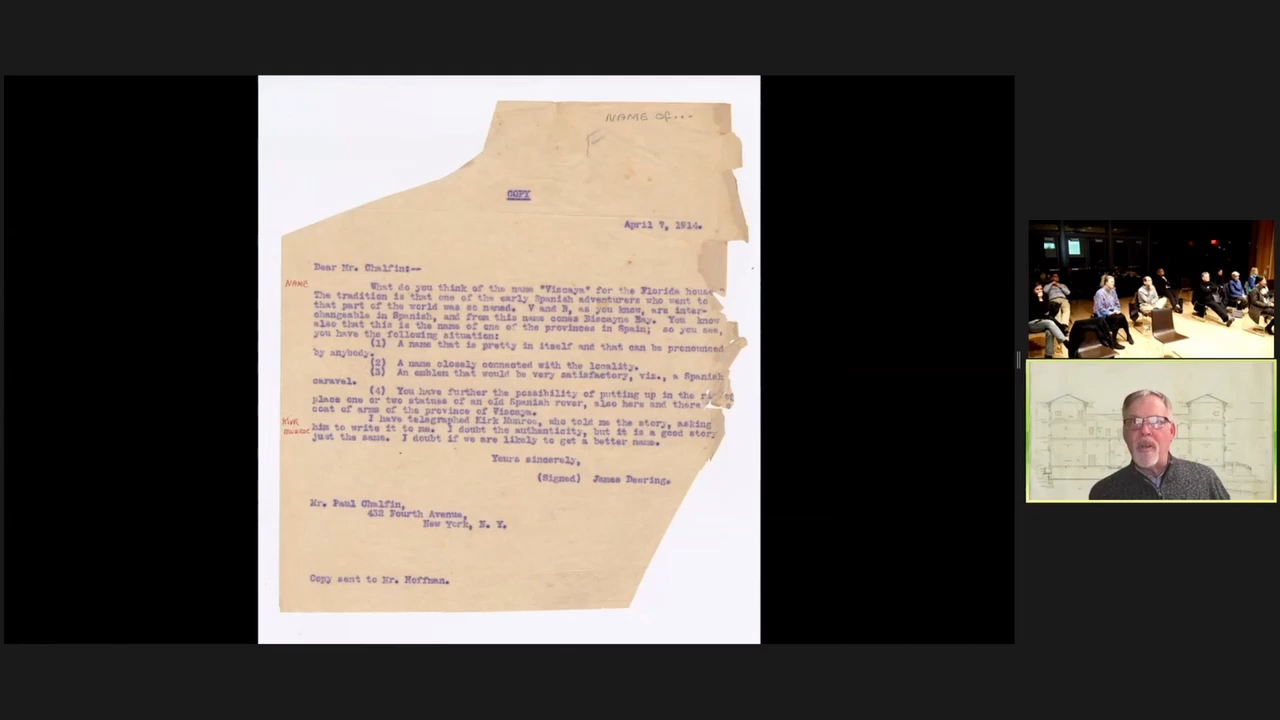 NAME OF...
F
COPY
April 7, 1914.
Dear Mr. Chalfin:--
NAME
What do you think of the name "Viscaya" for the Florida house
The tradition is that one of the early Spanish adventurers who went to
that part of the world was so named. V and B, as you know, are inter-
changeable in Spanish, and from this name comes Biscayne Bay. You know
also that this is the name of one of the provinces in Spain; so you see,
you have the following situation:
(1) A name that is pretty in itself and that can be pronounced
by anybody.
(2) A name closely connected with the locality.
(3) An emblem that would be very satisfactory, viz., a Spanish
caravel.
(4) You have further the possibility of putting up in the
place one or two statues of an old Spanish rover, also here and there
coat of arms of the province of Viscaya.
KIRK
MUNROE
I have telegraphed Kirk Munroe, who told me the story, asking
him to write it to me. I doubt the authenticity, but it is a good story
just the same. I doubt if we are likely to get a better name.
Yours sincerely,
(Signed) James Deering.
Mr. Paul Chalfin,
432 Fourth Avenue,
New York, N. Y.
Copy sent to Mr. Hoffman.